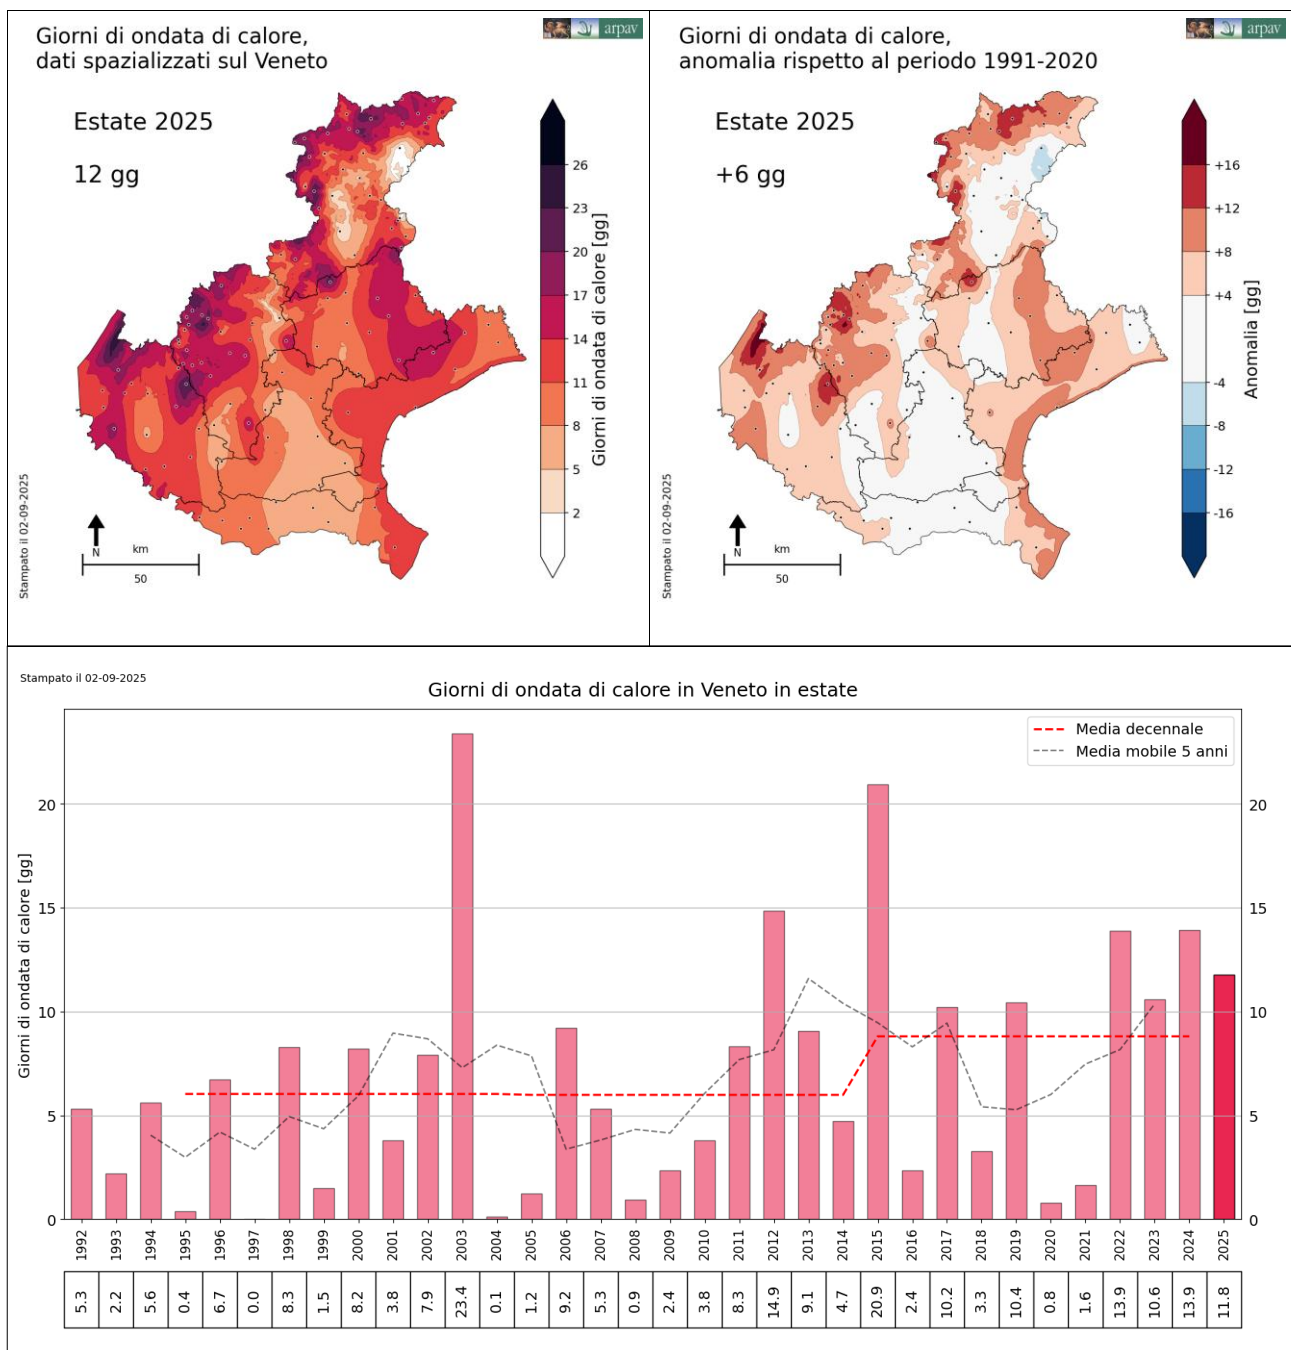 Giorni di ondata di calore,
dati spazializzati sul Veneto
arpav
Estate 2025
12 gg
26
23
20
17
14
11
8
5
2
Giorni di ondata di calore [gg]
Stampato il 02-09-2025
N
km
50
Giorni di ondata di calore,
anomalia rispetto al periodo 1991-2020
arpav
Estate 2025
+6 gg
+16
+12
+8
+4
-4
-8
-12
-16
Anomalia [gg]
Stampato il 02-09-2025
N
km
50
Stampato il 02-09-2025
Giorni di ondata di calore in Veneto in estate
Media decennale
Media mobile 5 anni
Giorni di ondata di calore [gg]
20 20
15 15
10 10
5 5
0 0
1992 1993 1994 1995 1996 1997 1998 1999 2000 2001 2002 2003 2004 2005 2006 2007 2008 2009 2010 2011 2012 2013 2014 2015 2016 2017 2018 2019 2020 2021 2022 2023 2024 2025
5.3 2.2 5.6 0.4 6.7 0.0 8.3 1.5 8.2 3.8 7.9 23.4 0.1 1.2 9.2 5.3 0.9 2.4 3.8 8.3 14.9 9.1 4.7 20.9 2.4 10.2 3.3 10.4 0.8 1.6 13.9 10.6 13.9 11.8